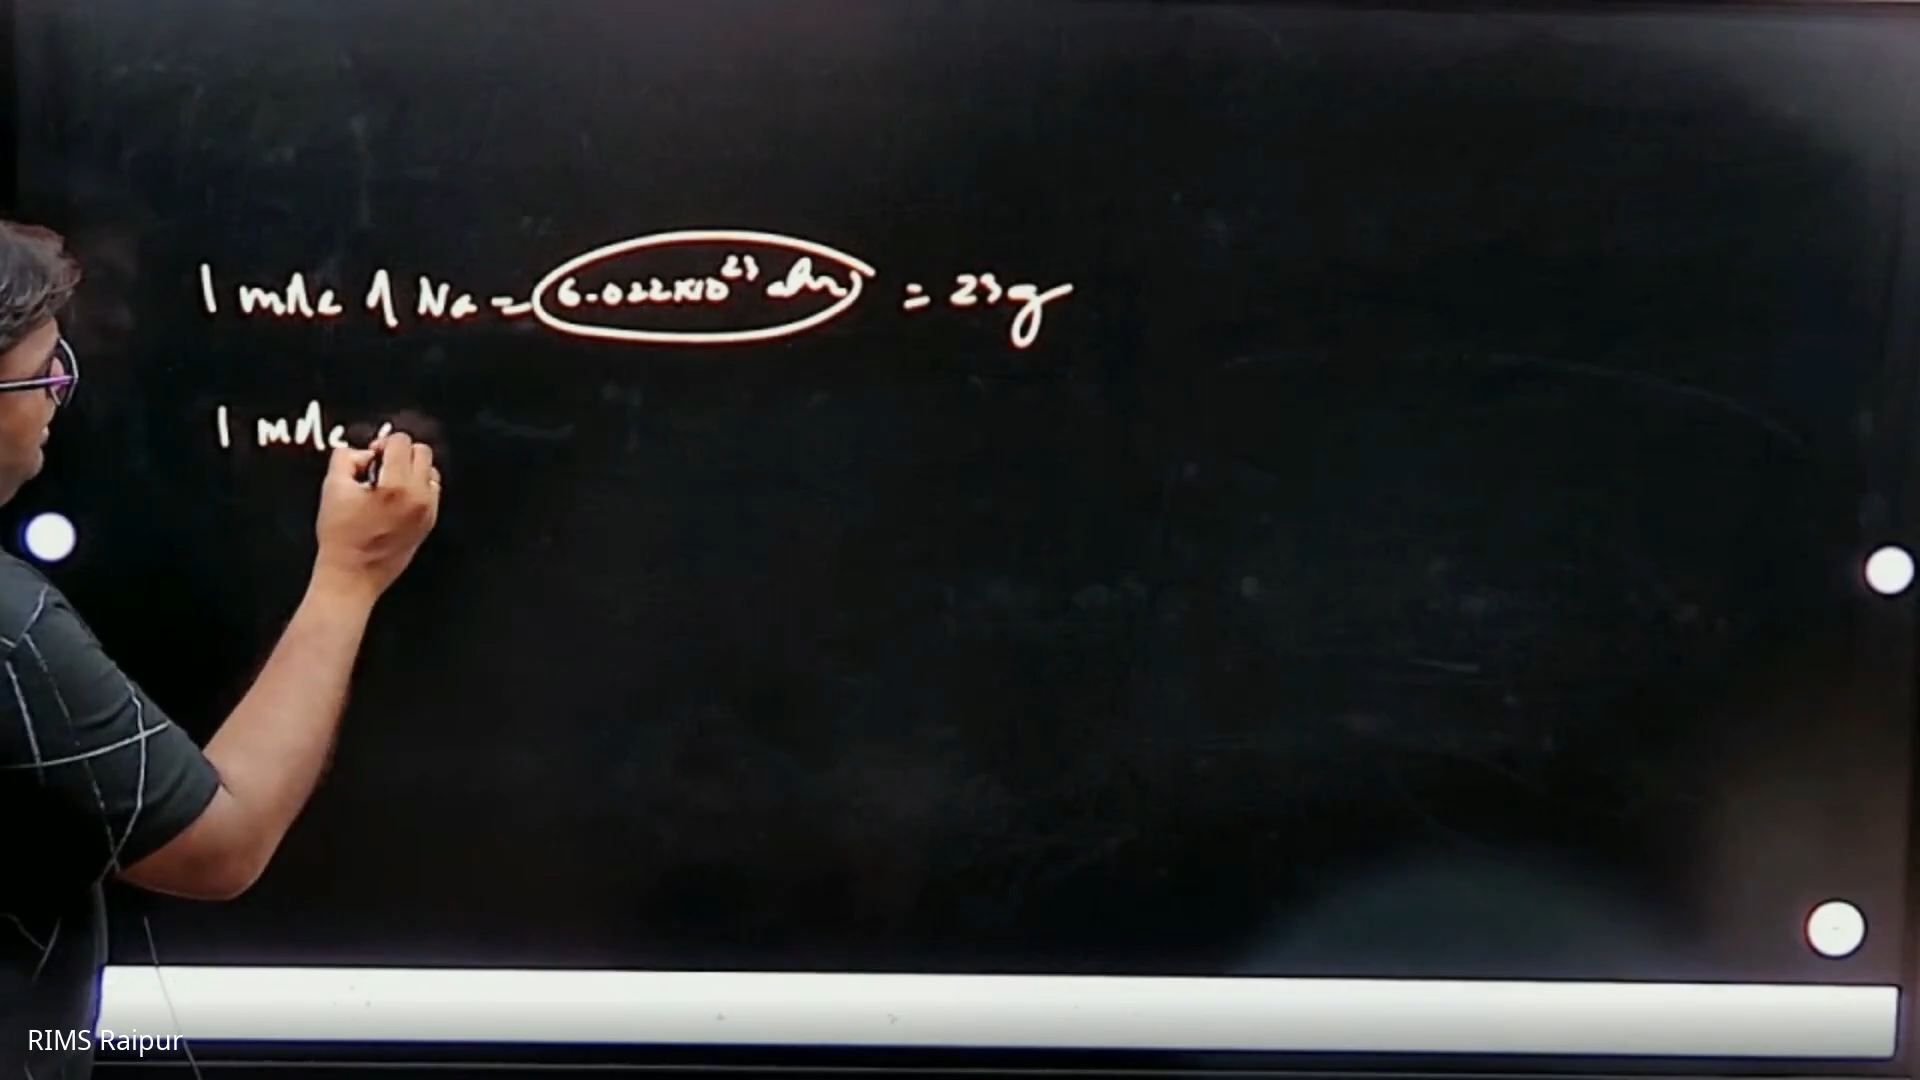 1 mole of Na = 6.022×10²³ atoms = 23g
1 mole
RIMS Raipur